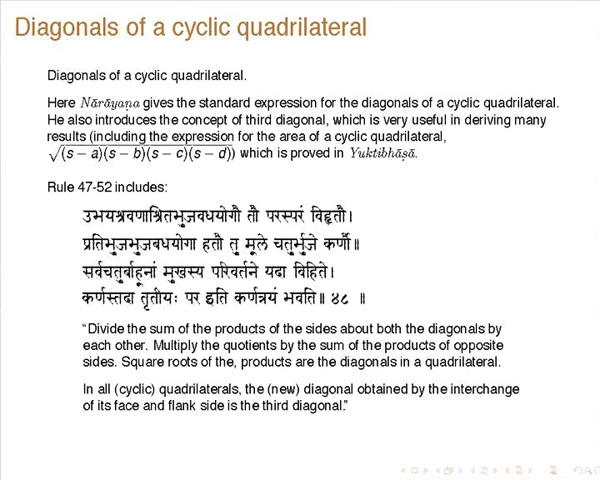 Diagonals of a cyclic quadrilateral
Diagonals of a cyclic quadrilateral.
Here Nārāyaṇa gives the standard expression for the diagonals of a cyclic quadrilateral.
He also introduces the concept of third diagonal, which is very useful in deriving many
results (including the expression for the area of a cyclic quadrilateral,
√(s − a)(s − b)(s − c)(s − d)) which is proved in Yuktibhāṣā.
Rule 47-52 includes:
उभयश्रवणाश्रितभुजवधयोगौ तौ परस्परं विहृतौ।
प्रतिभुजभुजवधयोगा हतौ तु मूले चतुर्भुजे कर्णौ॥
सर्वचतुर्बाहूनां मुखस्य परिवर्तने यदा विहिते।
कर्णस्तदा तृतीयः पर इति कर्णत्रयं भवति॥ ४८ ॥
“Divide the sum of the products of the sides about both the diagonals by
each other. Multiply the quotients by the sum of the products of opposite
sides. Square roots of the, products are the diagonals in a quadrilateral.
In all (cyclic) quadrilaterals, the (new) diagonal obtained by the interchange
of its face and flank side is the third diagonal.”